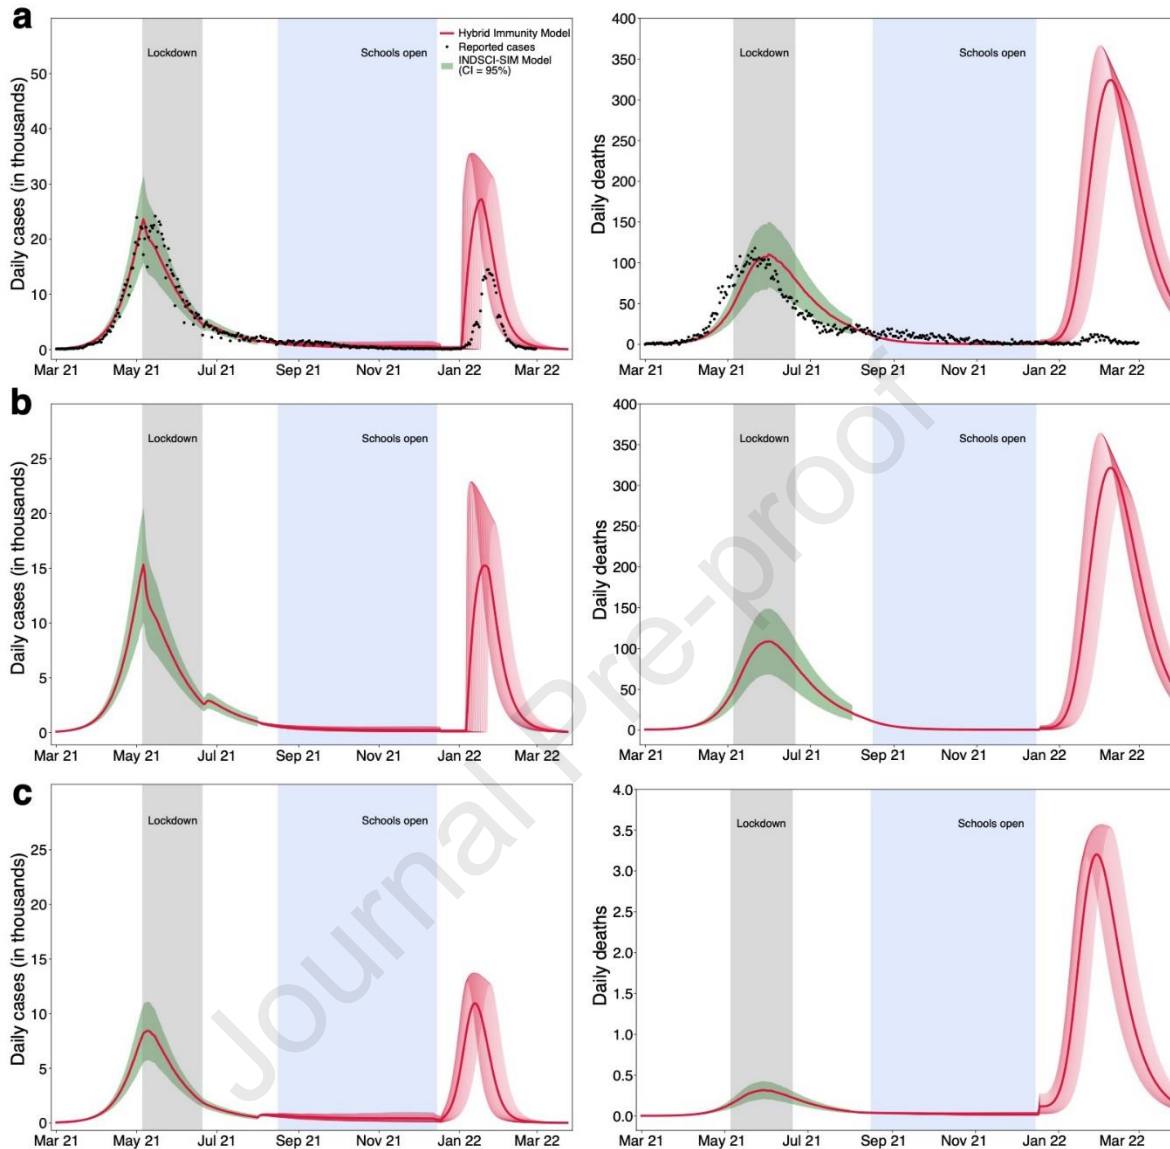 a
Daily cases (in thousands)
50
40
30
20
10
0
Lockdown
Schools open
Hybrid Immunity Model
Reported cases
INDSCI-SIM Model
(CI = 95%)
Mar 21 May 21 Jul 21 Sep 21 Nov 21 Jan 22 Mar 22
Daily deaths
400
350
300
250
200
150
100
50
0
Lockdown
Schools open
Mar 21 May 21 Jul 21 Sep 21 Nov 21 Jan 22 Mar 22
b
Daily cases (in thousands)
25
20
15
10
5
0
Lockdown
Schools open
Mar 21 May 21 Jul 21 Sep 21 Nov 21 Jan 22 Mar 22
Daily deaths
400
350
300
250
200
150
100
50
0
Lockdown
Schools open
Mar 21 May 21 Jul 21 Sep 21 Nov 21 Jan 22 Mar 22
c
Daily cases (in thousands)
25
20
15
10
5
0
Lockdown
Schools open
Mar 21 May 21 Jul 21 Sep 21 Nov 21 Jan 22 Mar 22
Daily deaths
4.0
3.5
3.0
2.5
2.0
1.5
1.0
0.5
0.0
Lockdown
Schools open
Mar 21 May 21 Jul 21 Sep 21 Nov 21 Jan 22 Mar 22
Journal Pre-proof